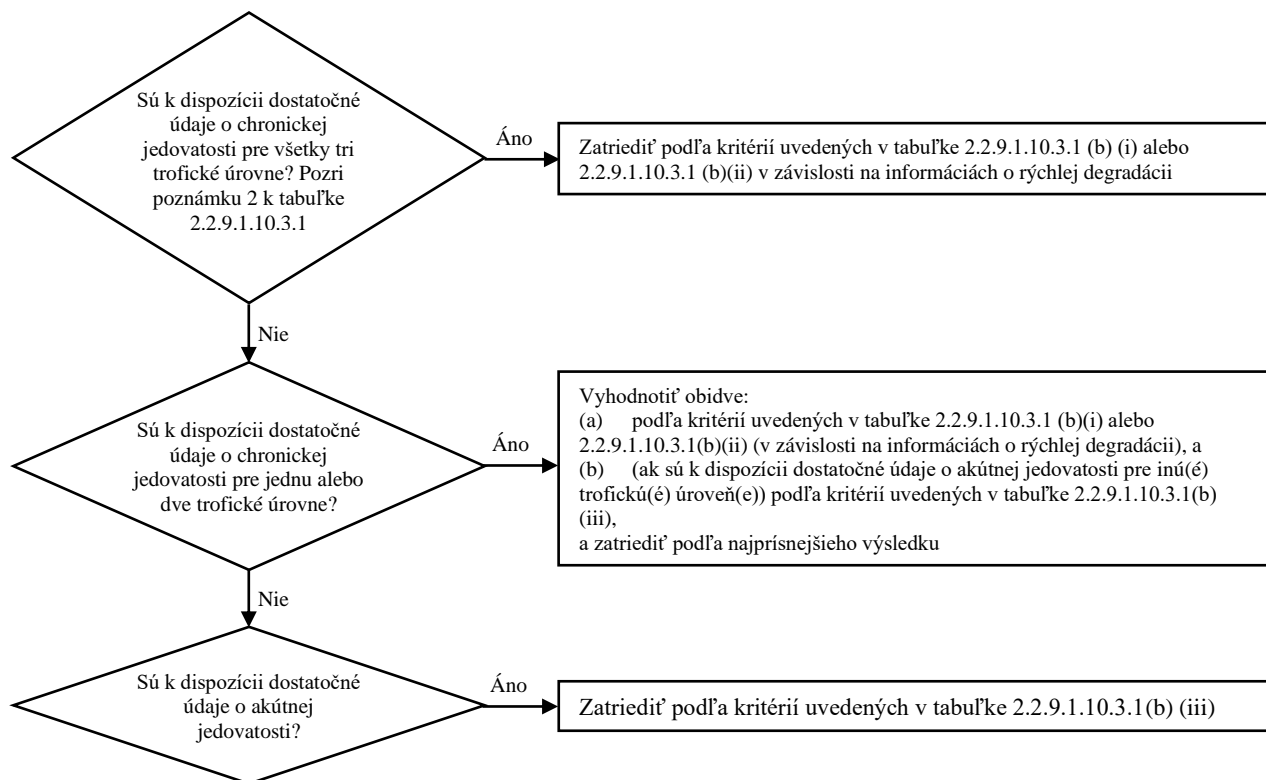 Sú k dispozícii dostatočné
údaje o chronickej
jedovatosti pre všetky tri
trofické úrovne? Pozri
poznámku 2 k tabuľke
2.2.9.1.10.3.1
Áno
Zatriediť podľa kritérií uvedených v tabuľke 2.2.9.1.10.3.1 (b) (i) alebo
2.2.9.1.10.3.1 (b)(ii) v závislosti na informáciách o rýchlej degradácii
Nie
Sú k dispozícii dostatočné
údaje o chronickej
jedovatosti pre jednu alebo
dve trofické úrovne?
Áno
Vyhodnotiť obidve:
(a) podľa kritérií uvedených v tabuľke 2.2.9.1.10.3.1 (b)(i) alebo
2.2.9.1.10.3.1(b)(ii) (v závislosti na informáciách o rýchlej degradácii), a
(b) (ak sú k dispozícii dostatočné údaje o akútnej jedovatosti pre inú(é)
trofickú(é) úroveň(e)) podľa kritérií uvedených v tabuľke 2.2.9.1.10.3.1(b)
(iii),
a zatriediť podľa najprísnejšieho výsledku
Nie
Sú k dispozícii dostatočné
údaje o akútnej
jedovatosti?
Áno
Zatriediť podľa kritérií uvedených v tabuľke 2.2.9.1.10.3.1(b) (iii)